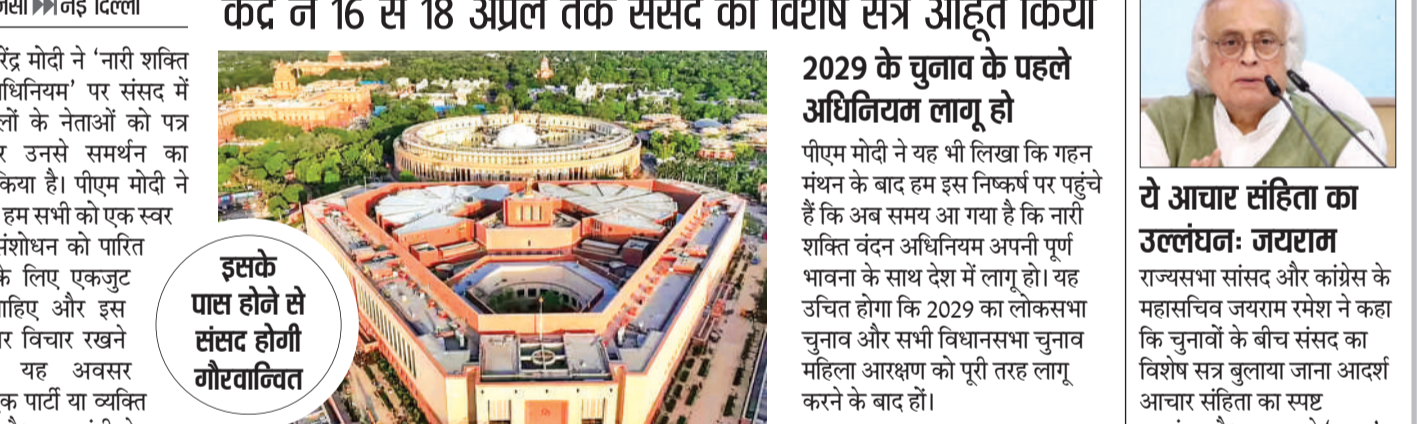 नई दिल्ली
केंद्र ने 16 से 18 अप्रैल तक संसद का विशेष सत्र आहूत किया
नरेंद्र मोदी ने ‘नारी शक्ति
अधिनियम’ पर संसद में
लों के नेताओं को पत्र
र उनसे समर्थन का
किया है। पीएम मोदी ने
हम सभी को एक स्वर
संशोधन को पारित
के लिए एकजुट
चाहिए और इस
र विचार रखने
यह अवसर
क पार्टी या व्यक्ति
इसके
पास होने से
संसद होगी
गौरवान्वित
2029 के चुनाव के पहले
अधिनियम लागू हो
पीएम मोदी ने यह भी लिखा कि गहन
मंथन के बाद हम इस निष्कर्ष पर पहुंचे
हैं कि अब समय आ गया है कि नारी
शक्ति वंदन अधिनियम अपनी पूर्ण
भावना के साथ देश में लागू हो। यह
उचित होगा कि 2029 का लोकसभा
चुनाव और सभी विधानसभा चुनाव
महिला आरक्षण को पूरी तरह लागू
करने के बाद हों।
ये आचार संहिता का
उल्लंघनः जयराम
राज्यसभा सांसद और कांग्रेस के
महासचिव जयराम रमेश ने कहा
कि चुनावों के बीच संसद का
विशेष सत्र बुलाया जाना आदर्श
आचार संहिता का स्पष्ट